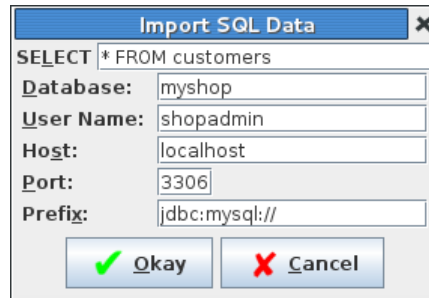 Import SQL Data
SELECT * FROM customers
Database: myshop
User Name: shopadmin
Host: localhost
Port: 3306
Prefix: jdbc:mysql://
Okay Cancel